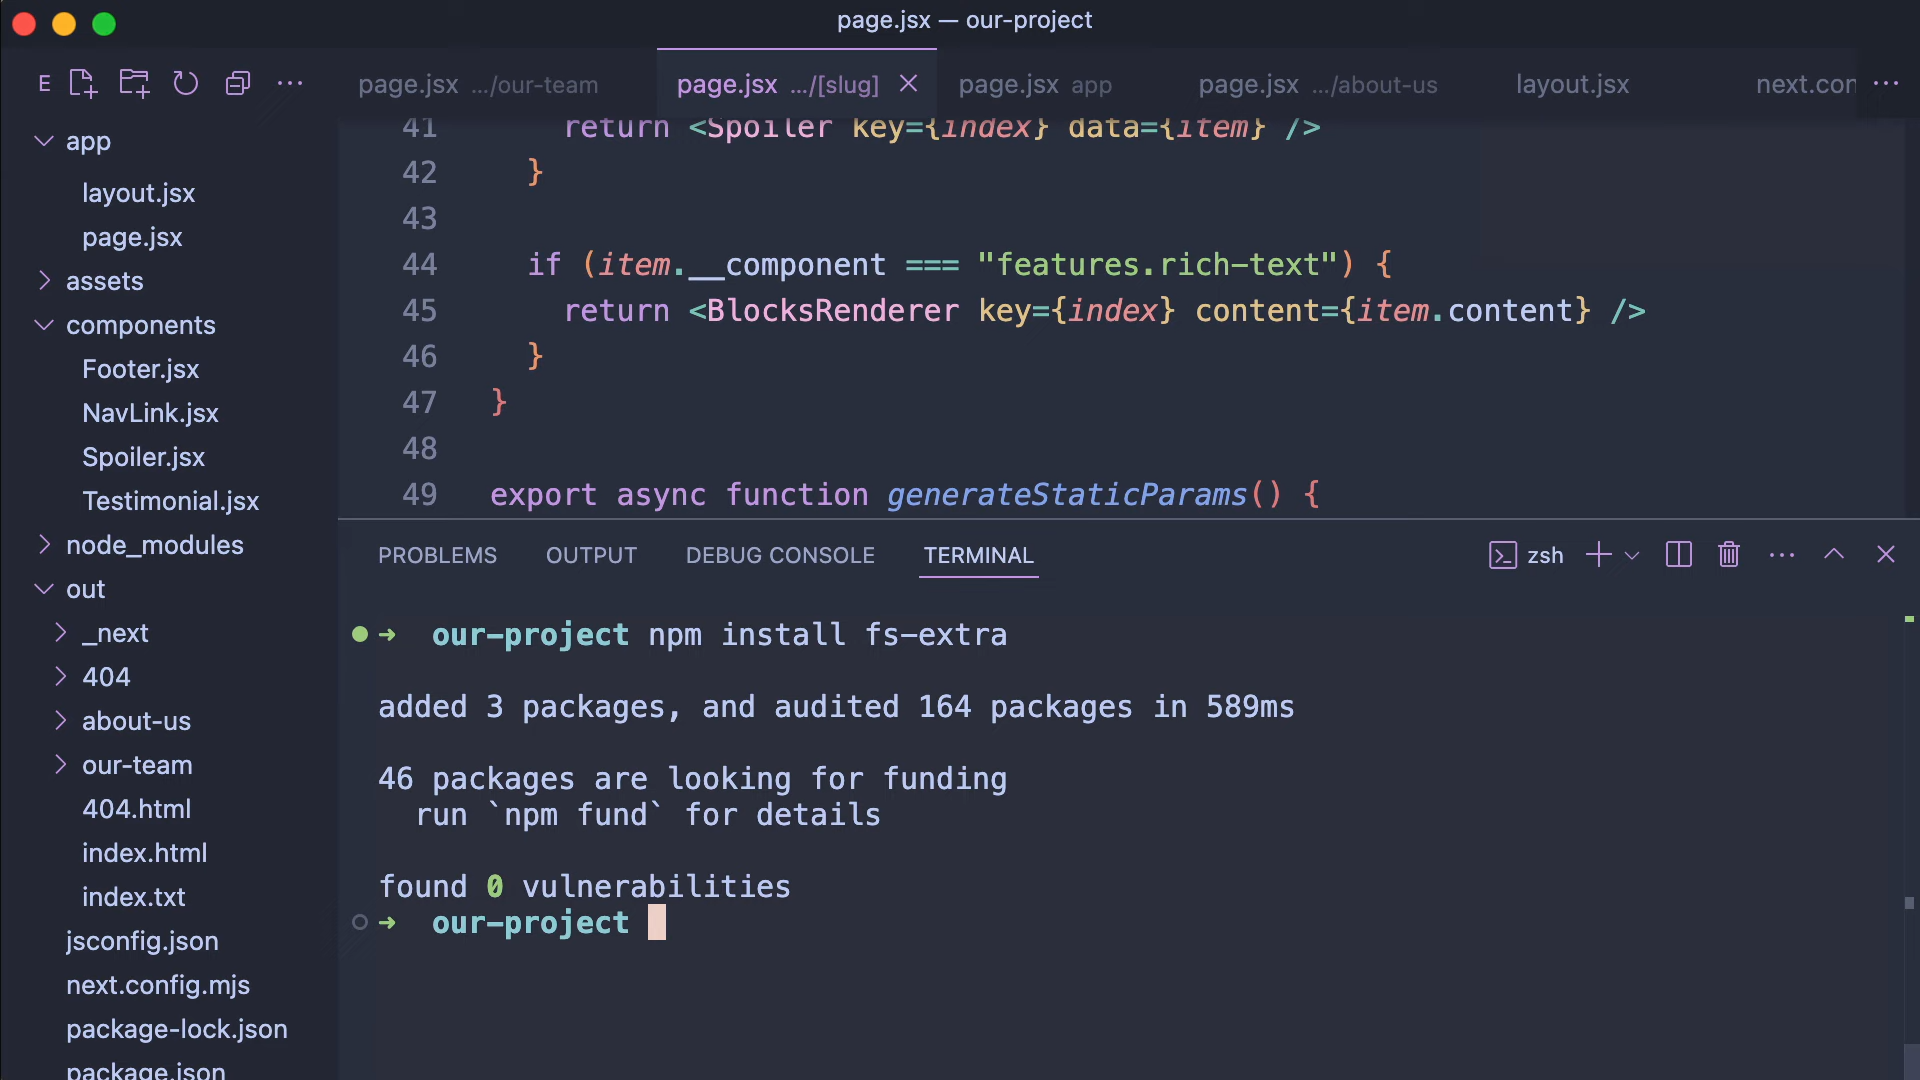 page.jsx — our-project
E
page.jsx .../our-team
page.jsx .../[slug]
page.jsx app
page.jsx .../about-us
layout.jsx
next.con
app
layout.jsx
page.jsx
assets
components
Footer.jsx
NavLink.jsx
Spoiler.jsx
Testimonial.jsx
node_modules
out
_next
404
about-us
our-team
404.html
index.html
index.txt
jsconfig.json
next.config.mjs
package-lock.json
package.json
41 return <Spoiler key={index} data={item} />
42 }
43
44 if (item.__component === "features.rich-text") {
45 return <BlocksRenderer key={index} content={item.content} />
46 }
47 }
48
49 export async function generateStaticParams() {
PROBLEMS OUTPUT DEBUG CONSOLE TERMINAL
zsh
➜ our-project npm install fs-extra
added 3 packages, and audited 164 packages in 589ms
46 packages are looking for funding
run `npm fund` for details
found 0 vulnerabilities
➜ our-project